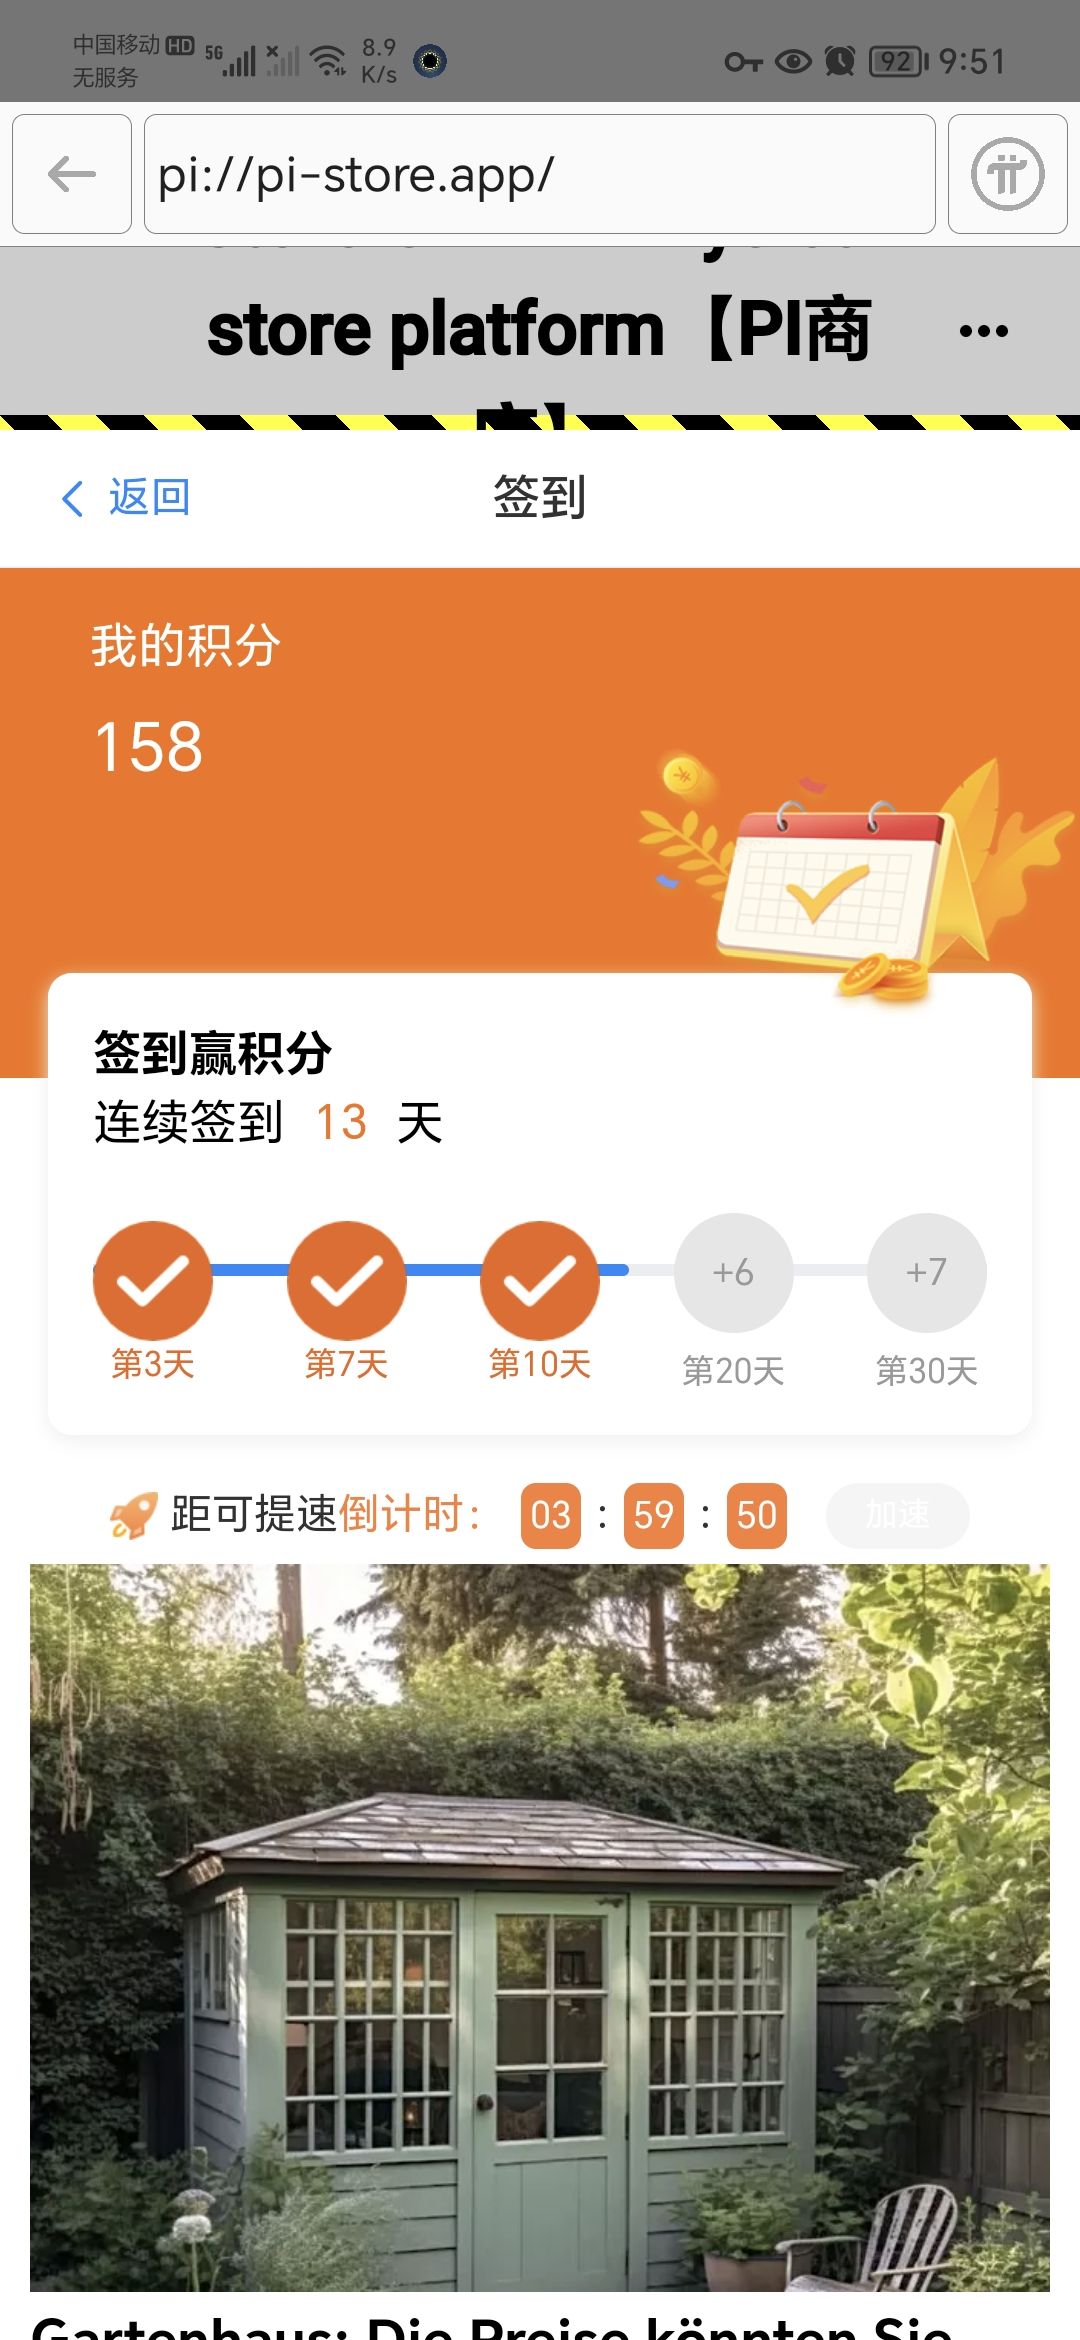 中国移动 HD 5G 8.9 K/s 92 9:51
无服务
pi://pi-store.app/
store platform【PI商
店】
返回 签到
我的积分
158
签到赢积分
连续签到 13 天
+6 +7
第3天 第7天 第10天 第20天 第30天
距可提速倒计时： 03 : 59 : 50 加速
Gartenhaus: Die Preise könnten Sie